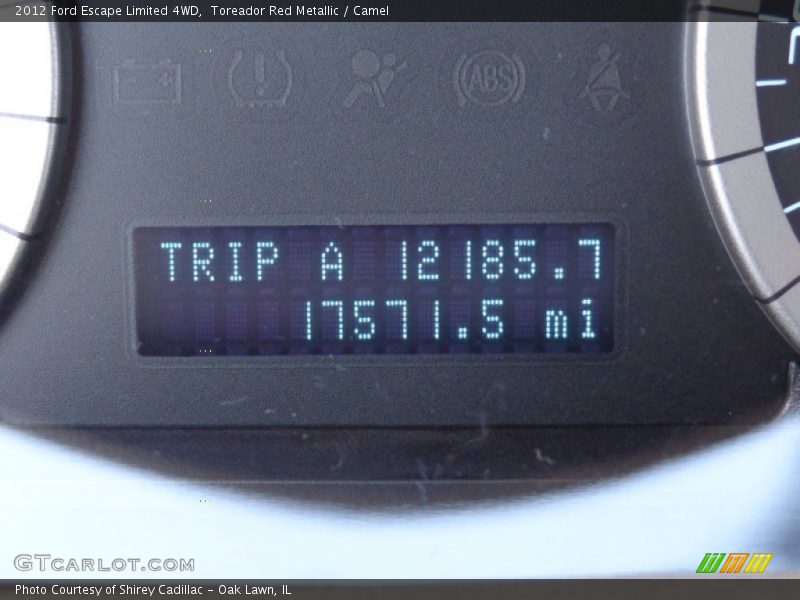 2012 Ford Escape Limited 4WD,  Toreador Red Metallic / Camel
ABS
TRIP A 12185.7
17571.5 mi
GTCARLOT.COM
Photo Courtesy of Shirey Cadillac - Oak Lawn, IL